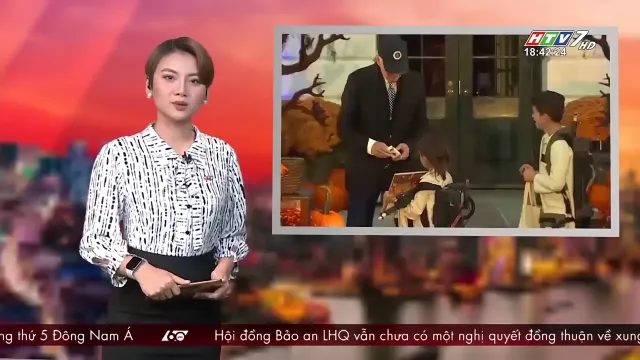 HTV7 HD
18:42:24
ng thứ 5 Đông Nam Á 60 Hội đồng Bảo an LHQ vẫn chưa có một nghị quyết đồng thuận về xung